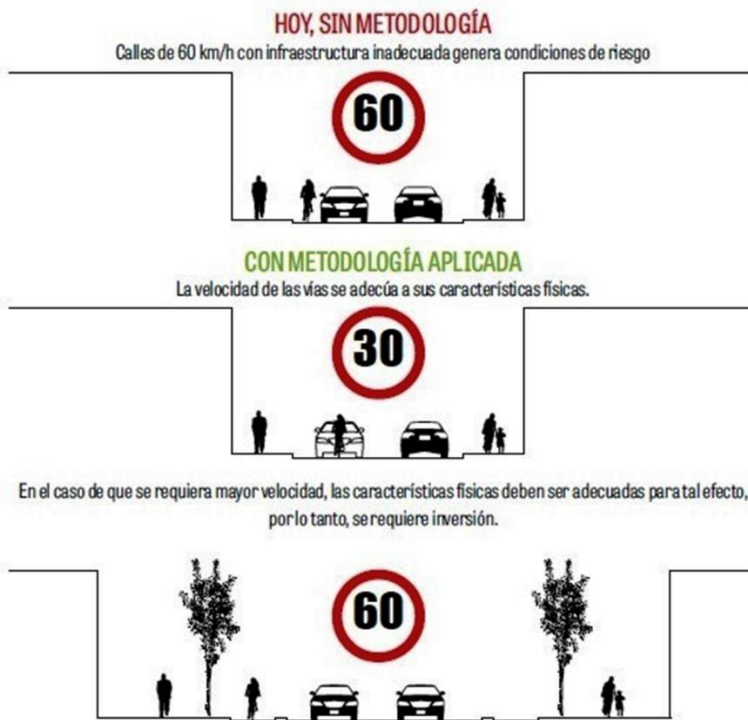 HOY, SIN METODOLOGÍA
Calles de 60 km/h con infraestructura inadecuada genera condiciones de riesgo
60
CON METODOLOGÍA APLICADA
La velocidad de las vías se adecúa a sus características físicas.
30
En el caso de que se requiera mayor velocidad, las características físicas deben ser adecuadas para tal efecto,
por lo tanto, se requiere inversión.
60